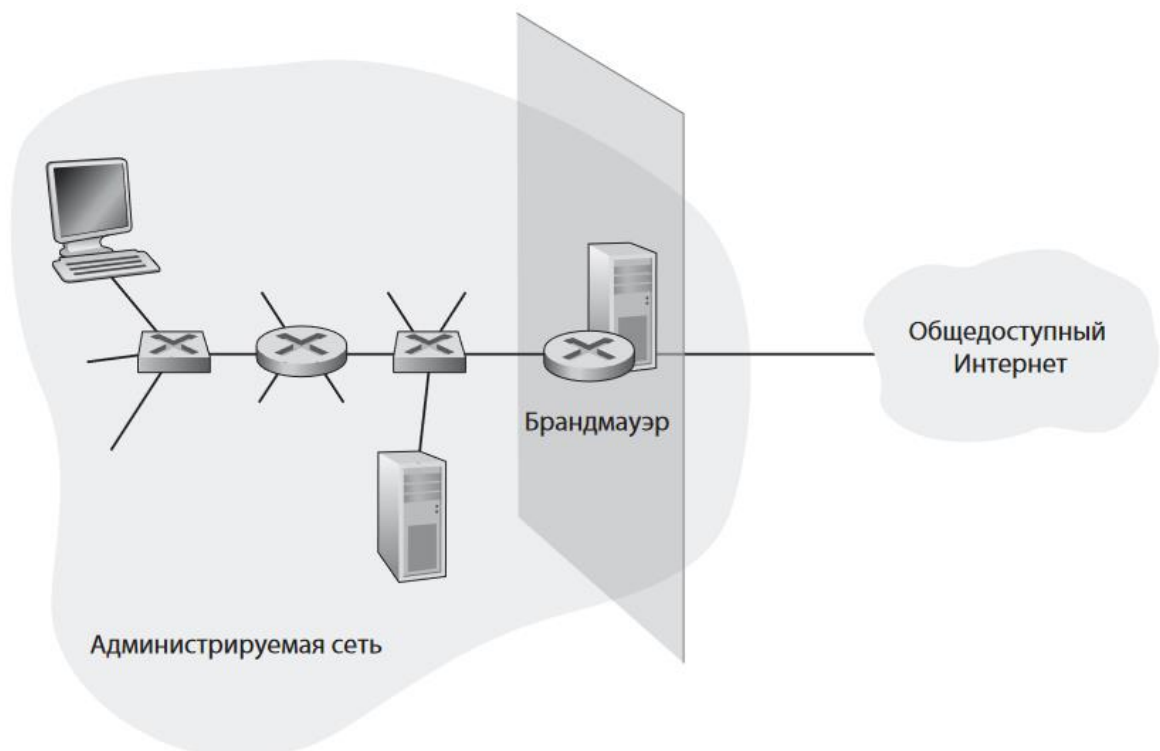 Общедоступный
Интернет
Брандмауэр
Администрируемая сеть